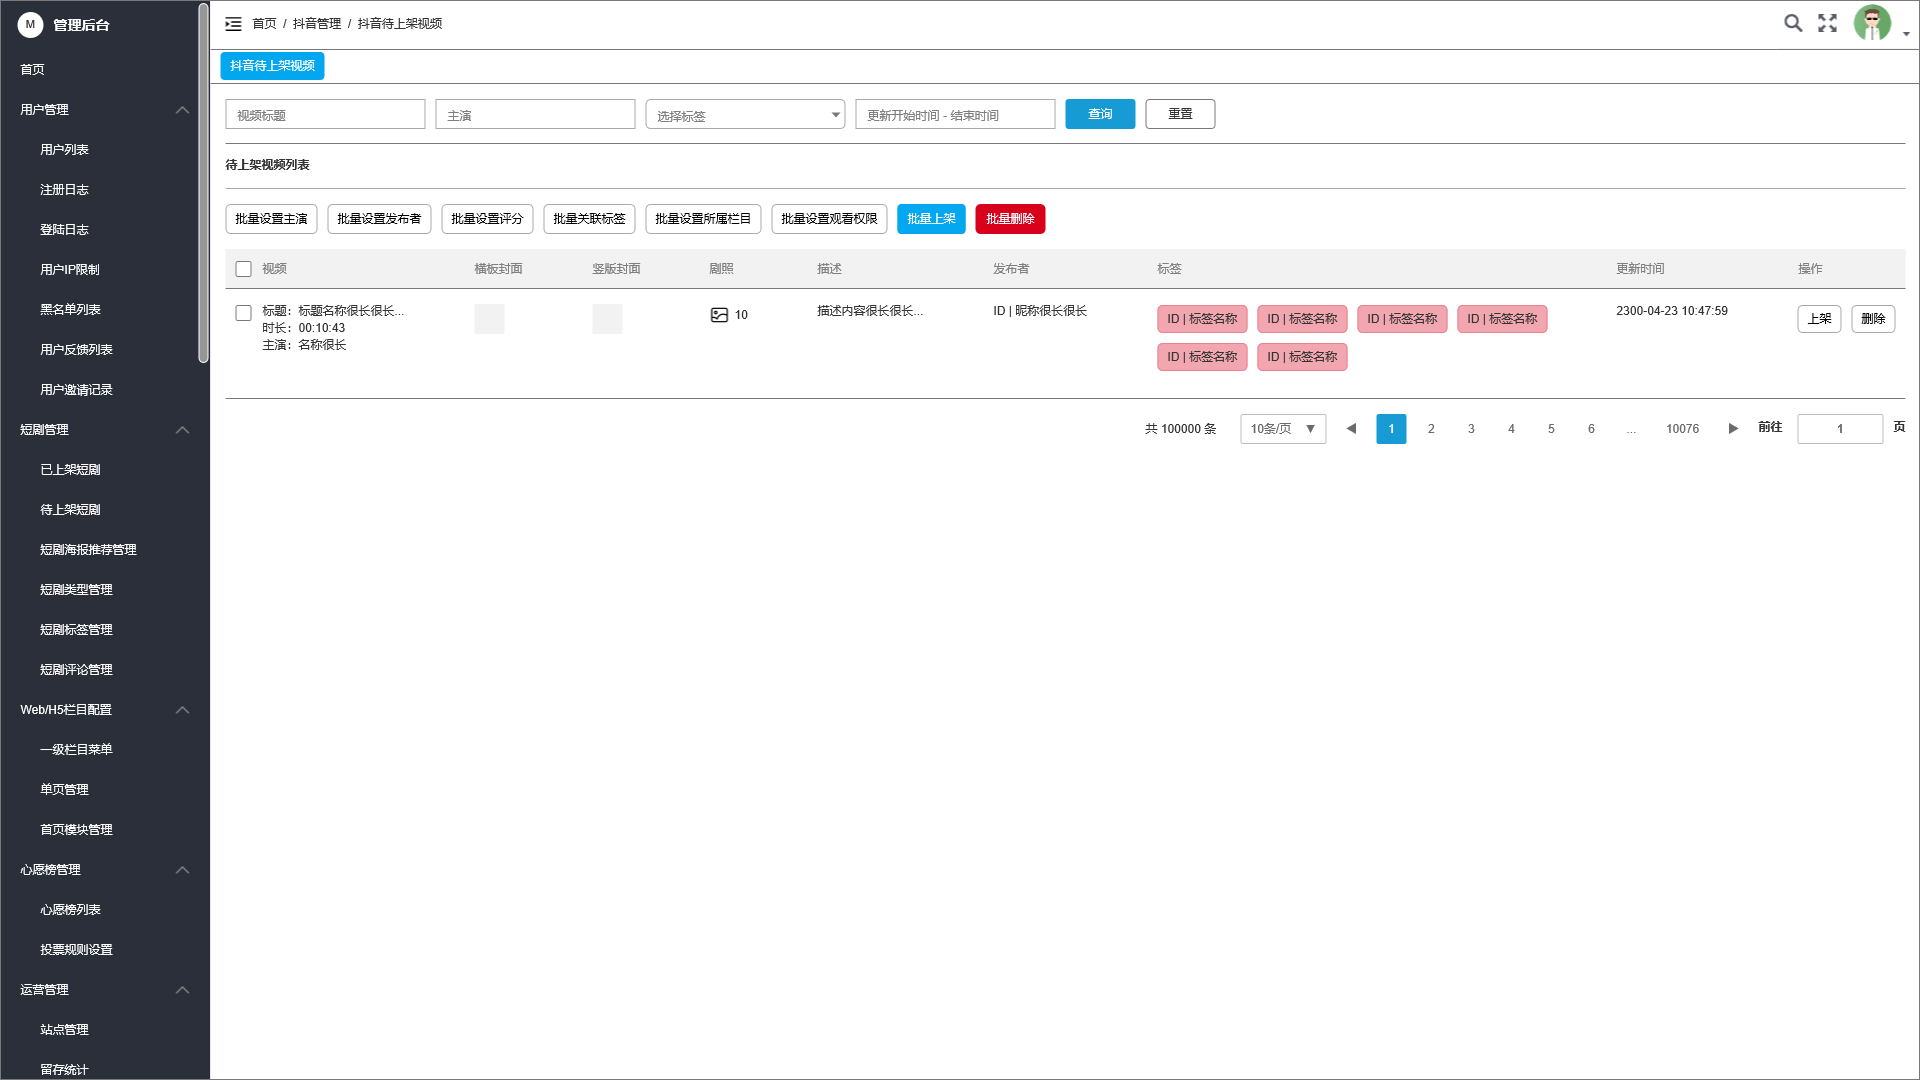 M 管理后台
首页
用户管理
用户列表
注册日志
登陆日志
用户IP限制
黑名单列表
用户反馈列表
用户邀请记录
短剧管理
已上架短剧
待上架短剧
短剧海报推荐管理
短剧类型管理
短剧标签管理
短剧评论管理
Web/H5栏目配置
一级栏目菜单
单页管理
首页模块管理
心愿榜管理
心愿榜列表
投票规则设置
运营管理
站点管理
留存统计
首页 / 抖音管理 / 抖音待上架视频
抖音待上架视频
视频标题 主演 选择标签 更新开始时间 - 结束时间 查询 重置
待上架视频列表
批量设置主演 批量设置发布者 批量设置评分 批量关联标签 批量设置所属栏目 批量设置观看权限 批量上架 批量删除
视频 横板封面 竖版封面 剧照 描述 发布者 标签 更新时间 操作
标题：标题名称很长很长... 10 描述内容很长很长... ID | 昵称很长很长 ID | 标签名称 ID | 标签名称 ID | 标签名称 ID | 标签名称 2300-04-23 10:47:59 上架 删除
时长：00:10:43
主演：名称很长 ID | 标签名称 ID | 标签名称
共 100000 条 10条/页 1 2 3 4 5 6 ... 10076 前往 1 页